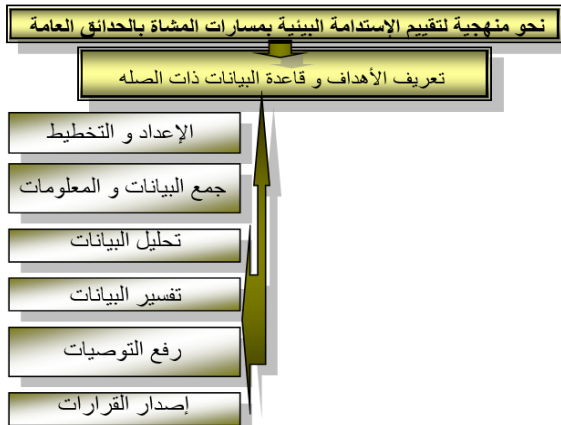 نحو منهجية لتقييم الإستدامة البيئية بمسارات المشاة بالحدائق العامة
تعريف الأهداف و قاعدة البيانات ذات الصله
الإعداد و التخطيط
جمع البيانات و المعلومات
تحليل البيانات
تفسير البيانات
رفع التوصيات
إصدار القرارات